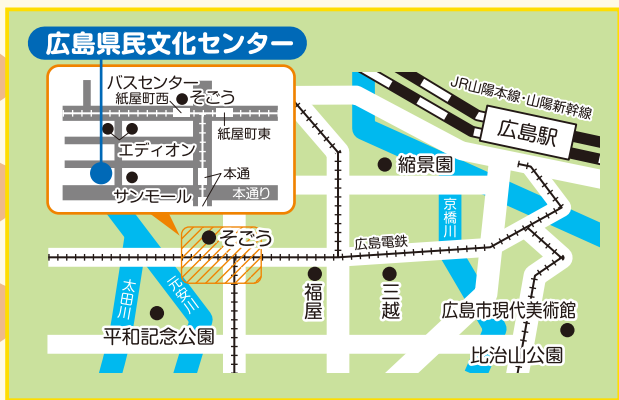 広島県民文化センター
バスセンター
紙屋町西
そごう
紙屋町東
エディオン
本通
サンモール
本通り
JR山陽本線・山陽新幹線
広島駅
縮景園
京橋川
そごう
広島電鉄
太田川
元安川
福屋
三越
平和記念公園
広島市現代美術館
比治山公園